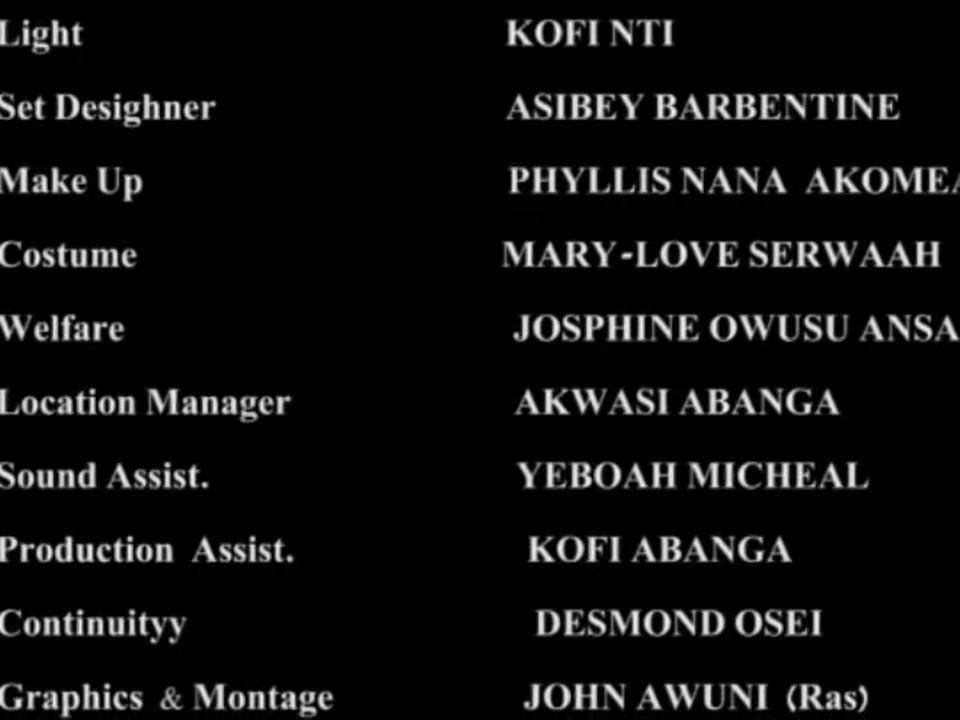 Light KOFI NTI
Set Desighner ASIBEY BARBENTINE
Make Up PHYLLIS NANA AKOMEA
Costume MARY-LOVE SERWAAH
Welfare JOSPHINE OWUSU ANSA
Location Manager AKWASI ABANGA
Sound Assist. YEBOAH MICHEAL
Production Assist. KOFI ABANGA
Continuityy DESMOND OSEI
Graphics & Montage JOHN AWUNI (Ras)